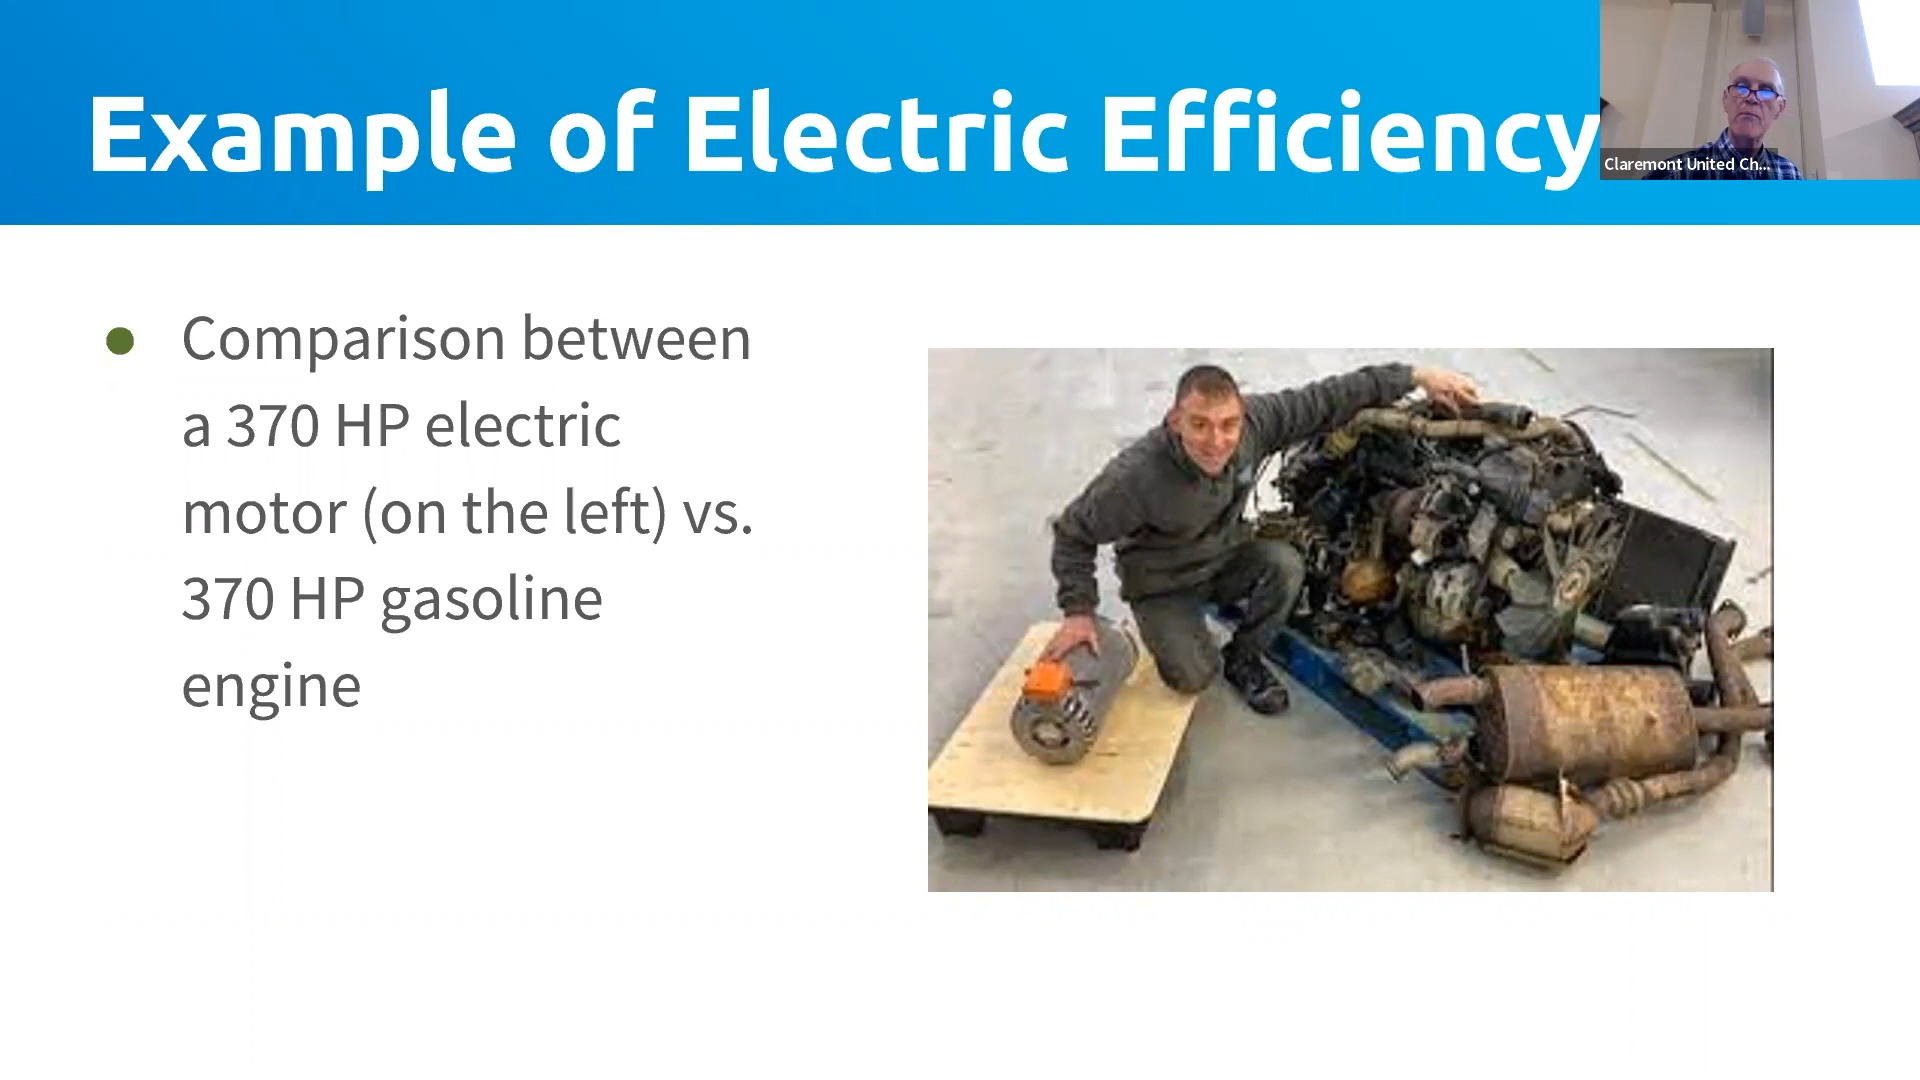 Example of Electric Efficiency
Claremont United Ch...
Comparison between
a 370 HP electric
motor (on the left) vs.
370 HP gasoline
engine